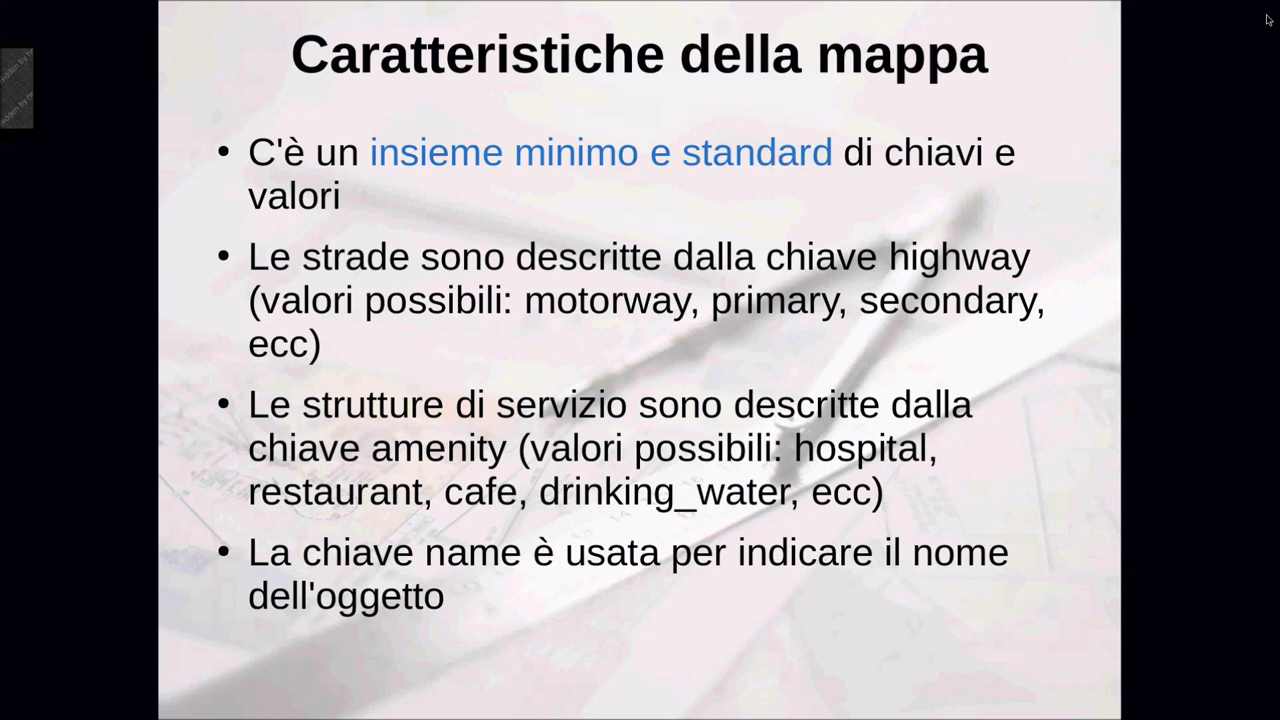 Caratteristiche della mappa
• C'è un insieme minimo e standard di chiavi e
valori
• Le strade sono descritte dalla chiave highway
(valori possibili: motorway, primary, secondary,
ecc)
• Le strutture di servizio sono descritte dalla
chiave amenity (valori possibili: hospital,
restaurant, cafe, drinking_water, ecc)
• La chiave name è usata per indicare il nome
dell'oggetto